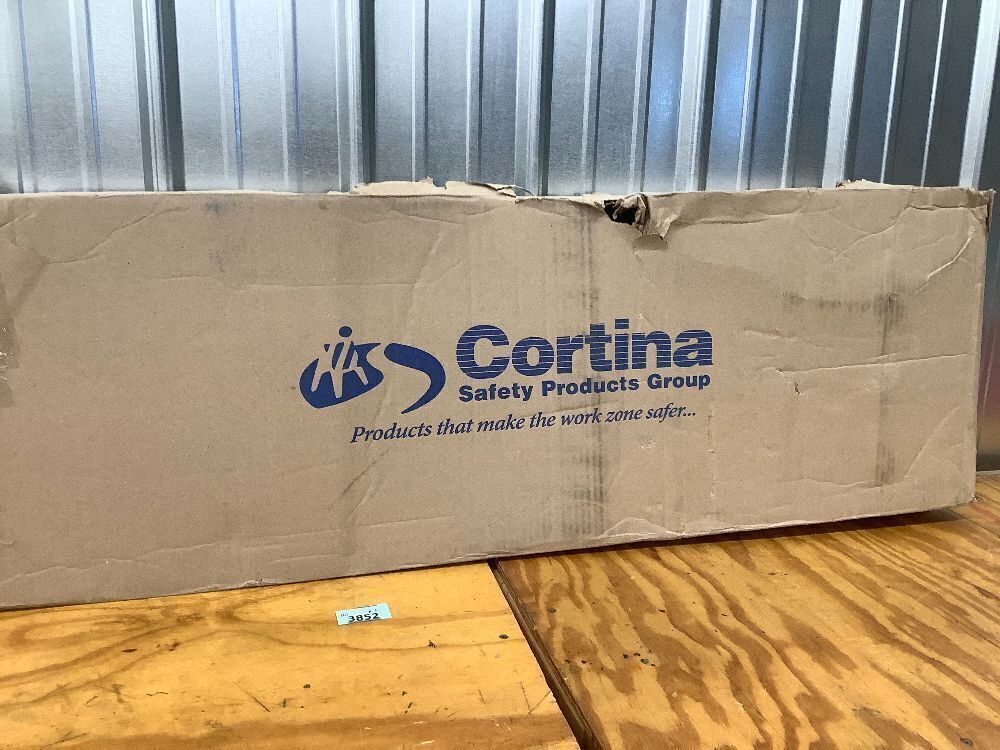 Cortina
Safety Products Group
Products that make the work zone safer...
3852